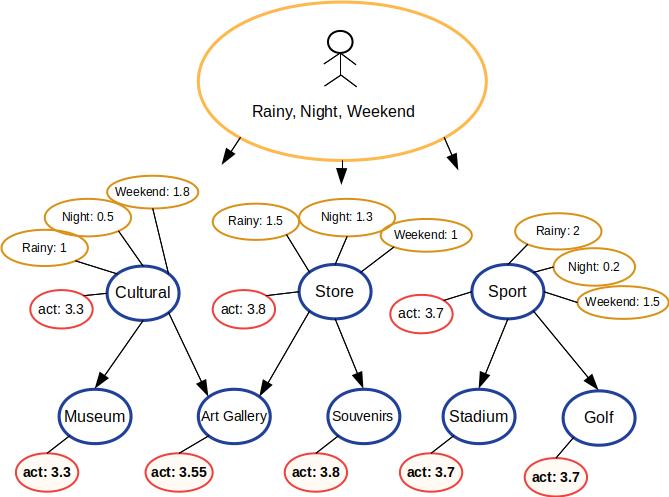 Rainy, Night, Weekend
Weekend: 1.8
Night: 0.5
Rainy: 1
Cultural
act: 3.3
Rainy: 1.5
Night: 1.3
Weekend: 1
Store
act: 3.8
Rainy: 2
Night: 0.2
Weekend: 1.5
Sport
act: 3.7
Museum
Art Gallery
Souvenirs
Stadium
Golf
act: 3.3
act: 3.55
act: 3.8
act: 3.7
act: 3.7